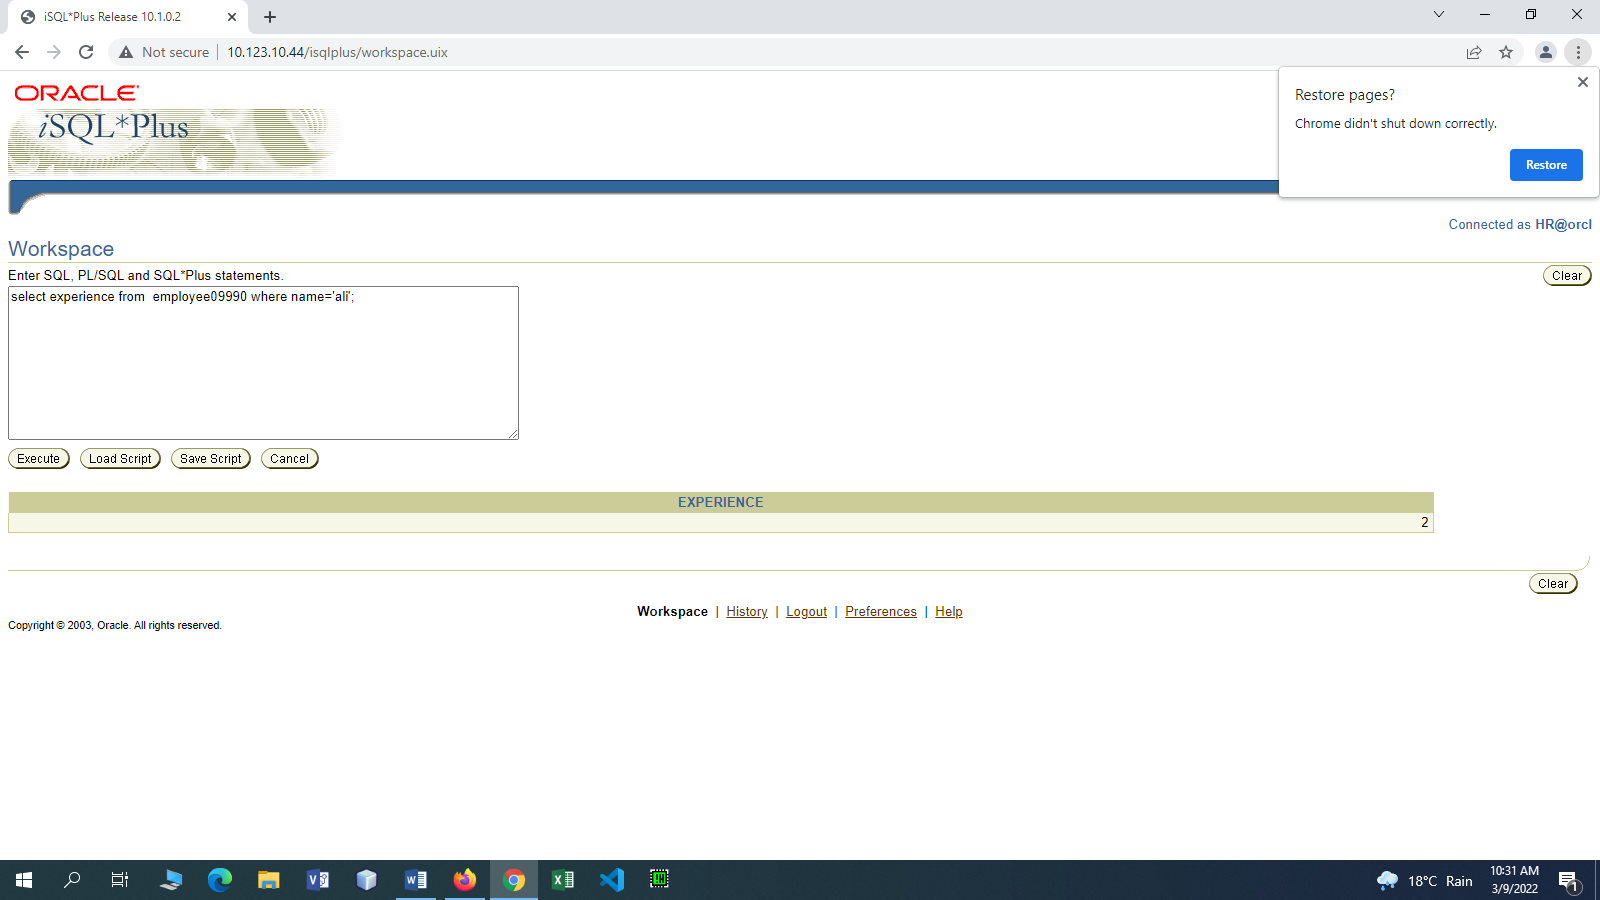 iSQL*Plus Release 10.1.0.2
Not secure
10.123.10.44/isqlplus/workspace.uix
Restore pages?
Chrome didn't shut down correctly.
Restore
ORACLE
iSQL*Plus
Connected as HR@orcl
Workspace
Enter SQL, PL/SQL and SQL*Plus statements.
Clear
select experience from  employee09990 where name='ali';
Execute
Load Script
Save Script
Cancel
EXPERIENCE
2
Clear
Workspace | History | Logout | Preferences | Help
Copyright © 2003, Oracle. All rights reserved.
18°C Rain
10:31 AM
3/9/2022
1